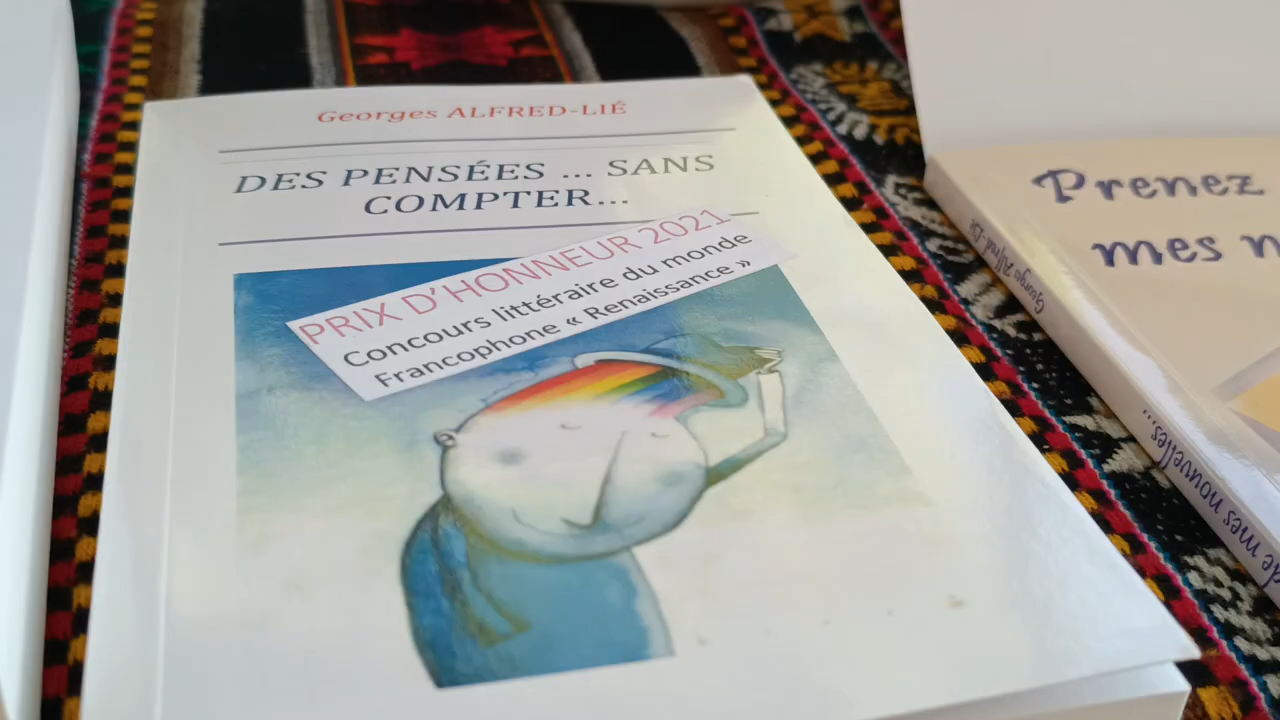 Georges ALFRED-LIÉ
DES PENSÉES ... SANS
COMPTER...
PRIX D'HONNEUR 2021
Concours littéraire du monde
Francophone « Renaissance »
Prenez
mes n
Georges Alfred-Lié
de mes nouvelles...